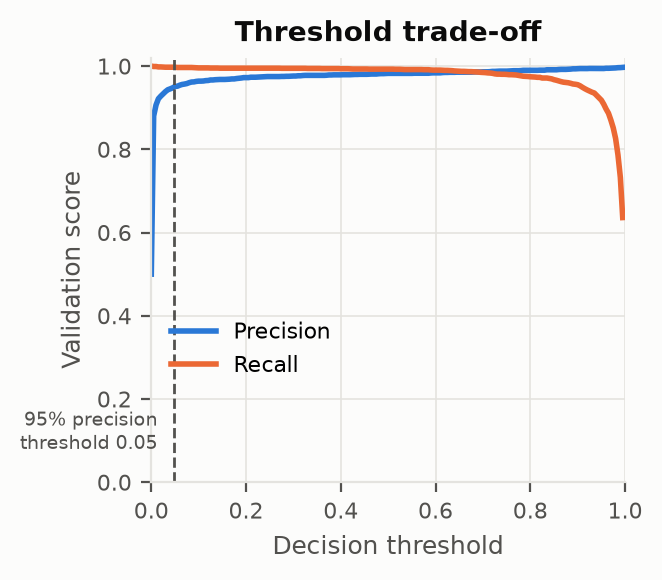 Threshold trade-off
1.0
0.8
0.6
0.4
0.2
0.0
Validation score
Precision
Recall
95% precision
threshold 0.05
0.0 0.2 0.4 0.6 0.8 1.0
Decision threshold